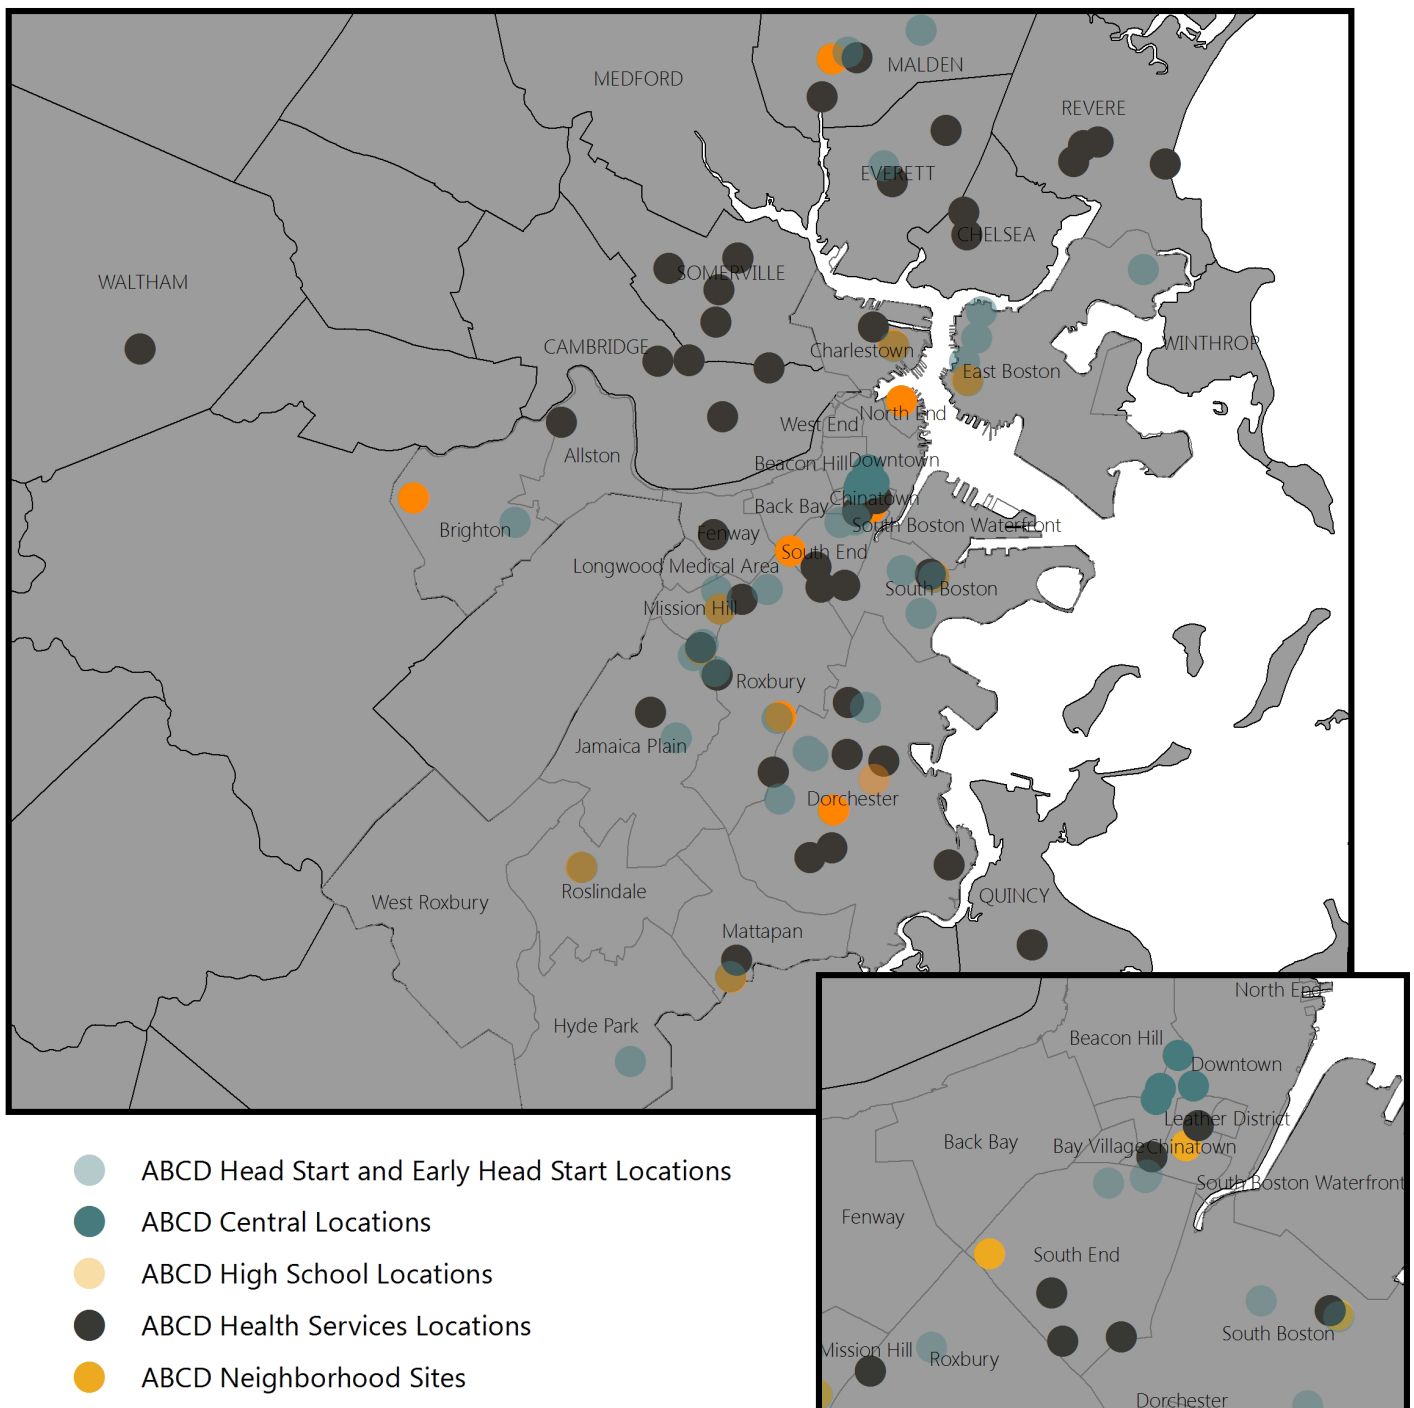 MEDFORD
MALDEN
REVERE
EVERETT
CHELSEA
SOMERVILLE
WALTHAM
CAMBRIDGE
Charlestown
WINTHROP
East Boston
North End
West End
Allston
Beacon Hill
Downtown
Chinatown
Back Bay
South Boston Waterfront
Brighton
Fenway
South End
Longwood Medical Area
South Boston
Mission Hill
Roxbury
Jamaica Plain
Dorchester
Roslindale
West Roxbury
QUINCY
Mattapan
Hyde Park
North End
Beacon Hill
Downtown
Leather District
Back Bay
Bay Village
Chinatown
South Boston Waterfront
Fenway
South End
South Boston
Mission Hill
Roxbury
Dorchester
ABCD Head Start and Early Head Start Locations
ABCD Central Locations
ABCD High School Locations
ABCD Health Services Locations
ABCD Neighborhood Sites